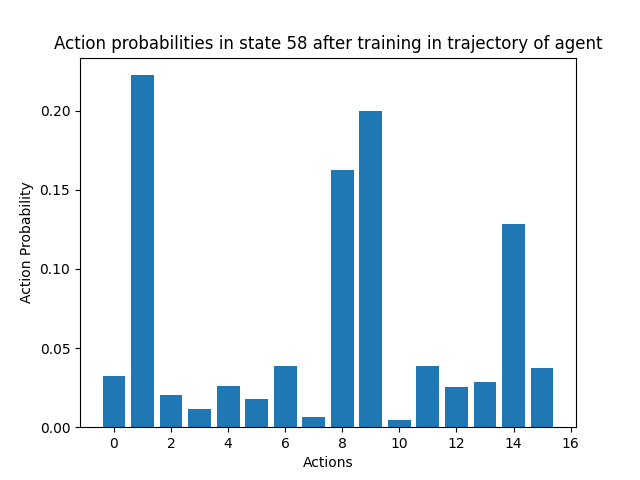 Action probabilities in state 58 after training in trajectory of agent
0.20
0.15
0.10
0.05
0.00
Action Probability
0 2 4 6 8 10 12 14 16
Actions